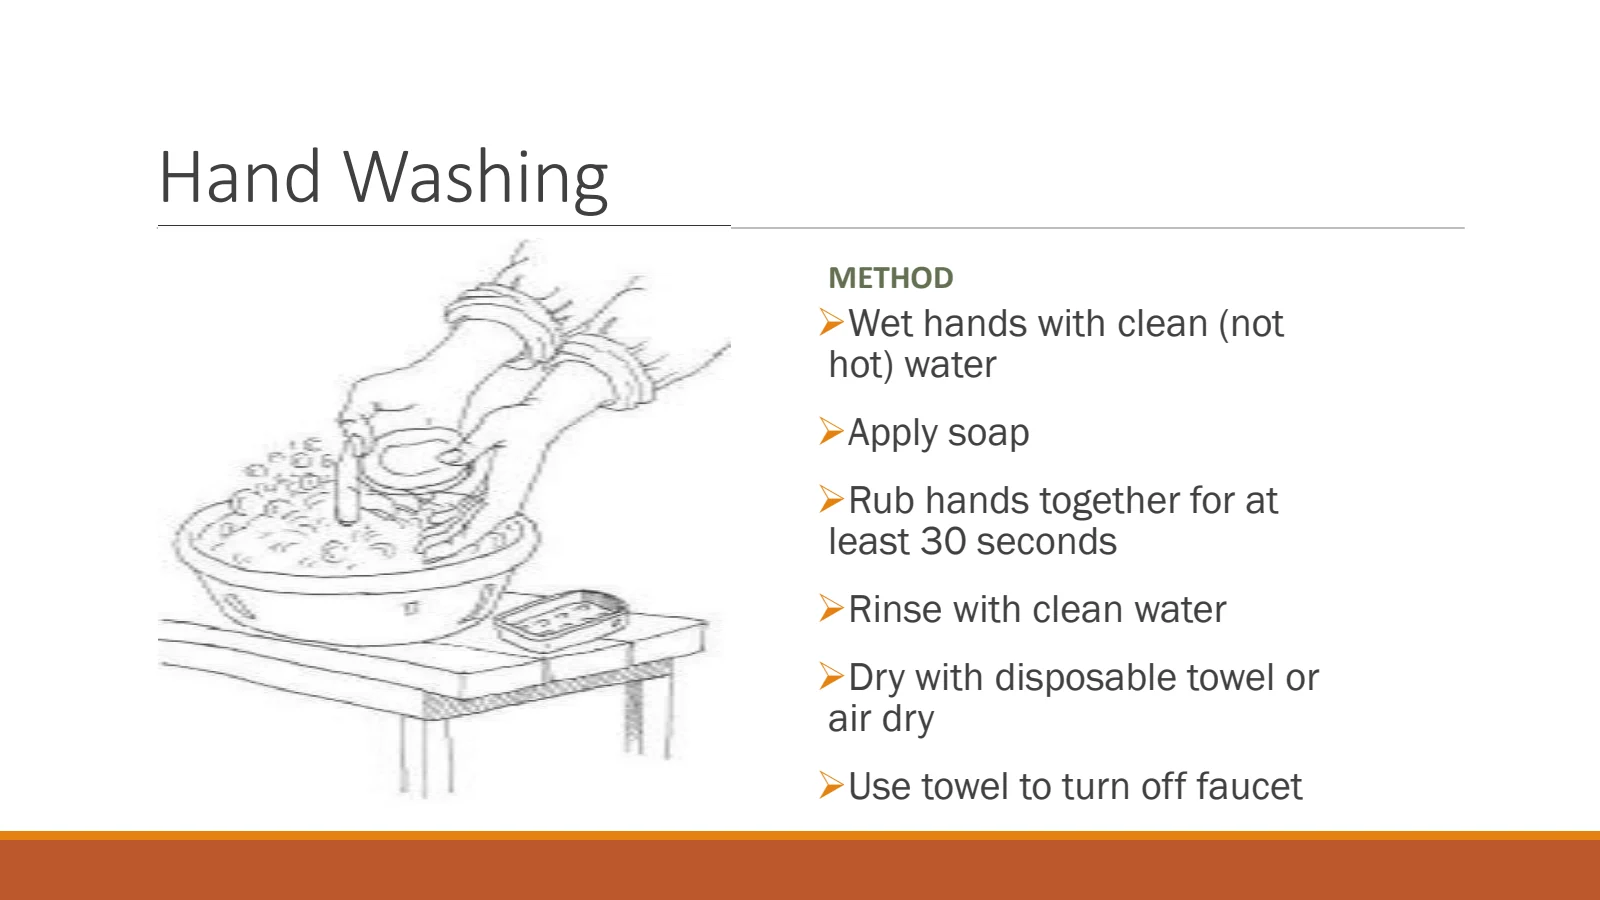 Hand Washing
METHOD
➢Wet hands with clean (not
hot) water
➢Apply soap
➢Rub hands together for at
least 30 seconds
➢Rinse with clean water
➢Dry with disposable towel or
air dry
➢Use towel to turn off faucet